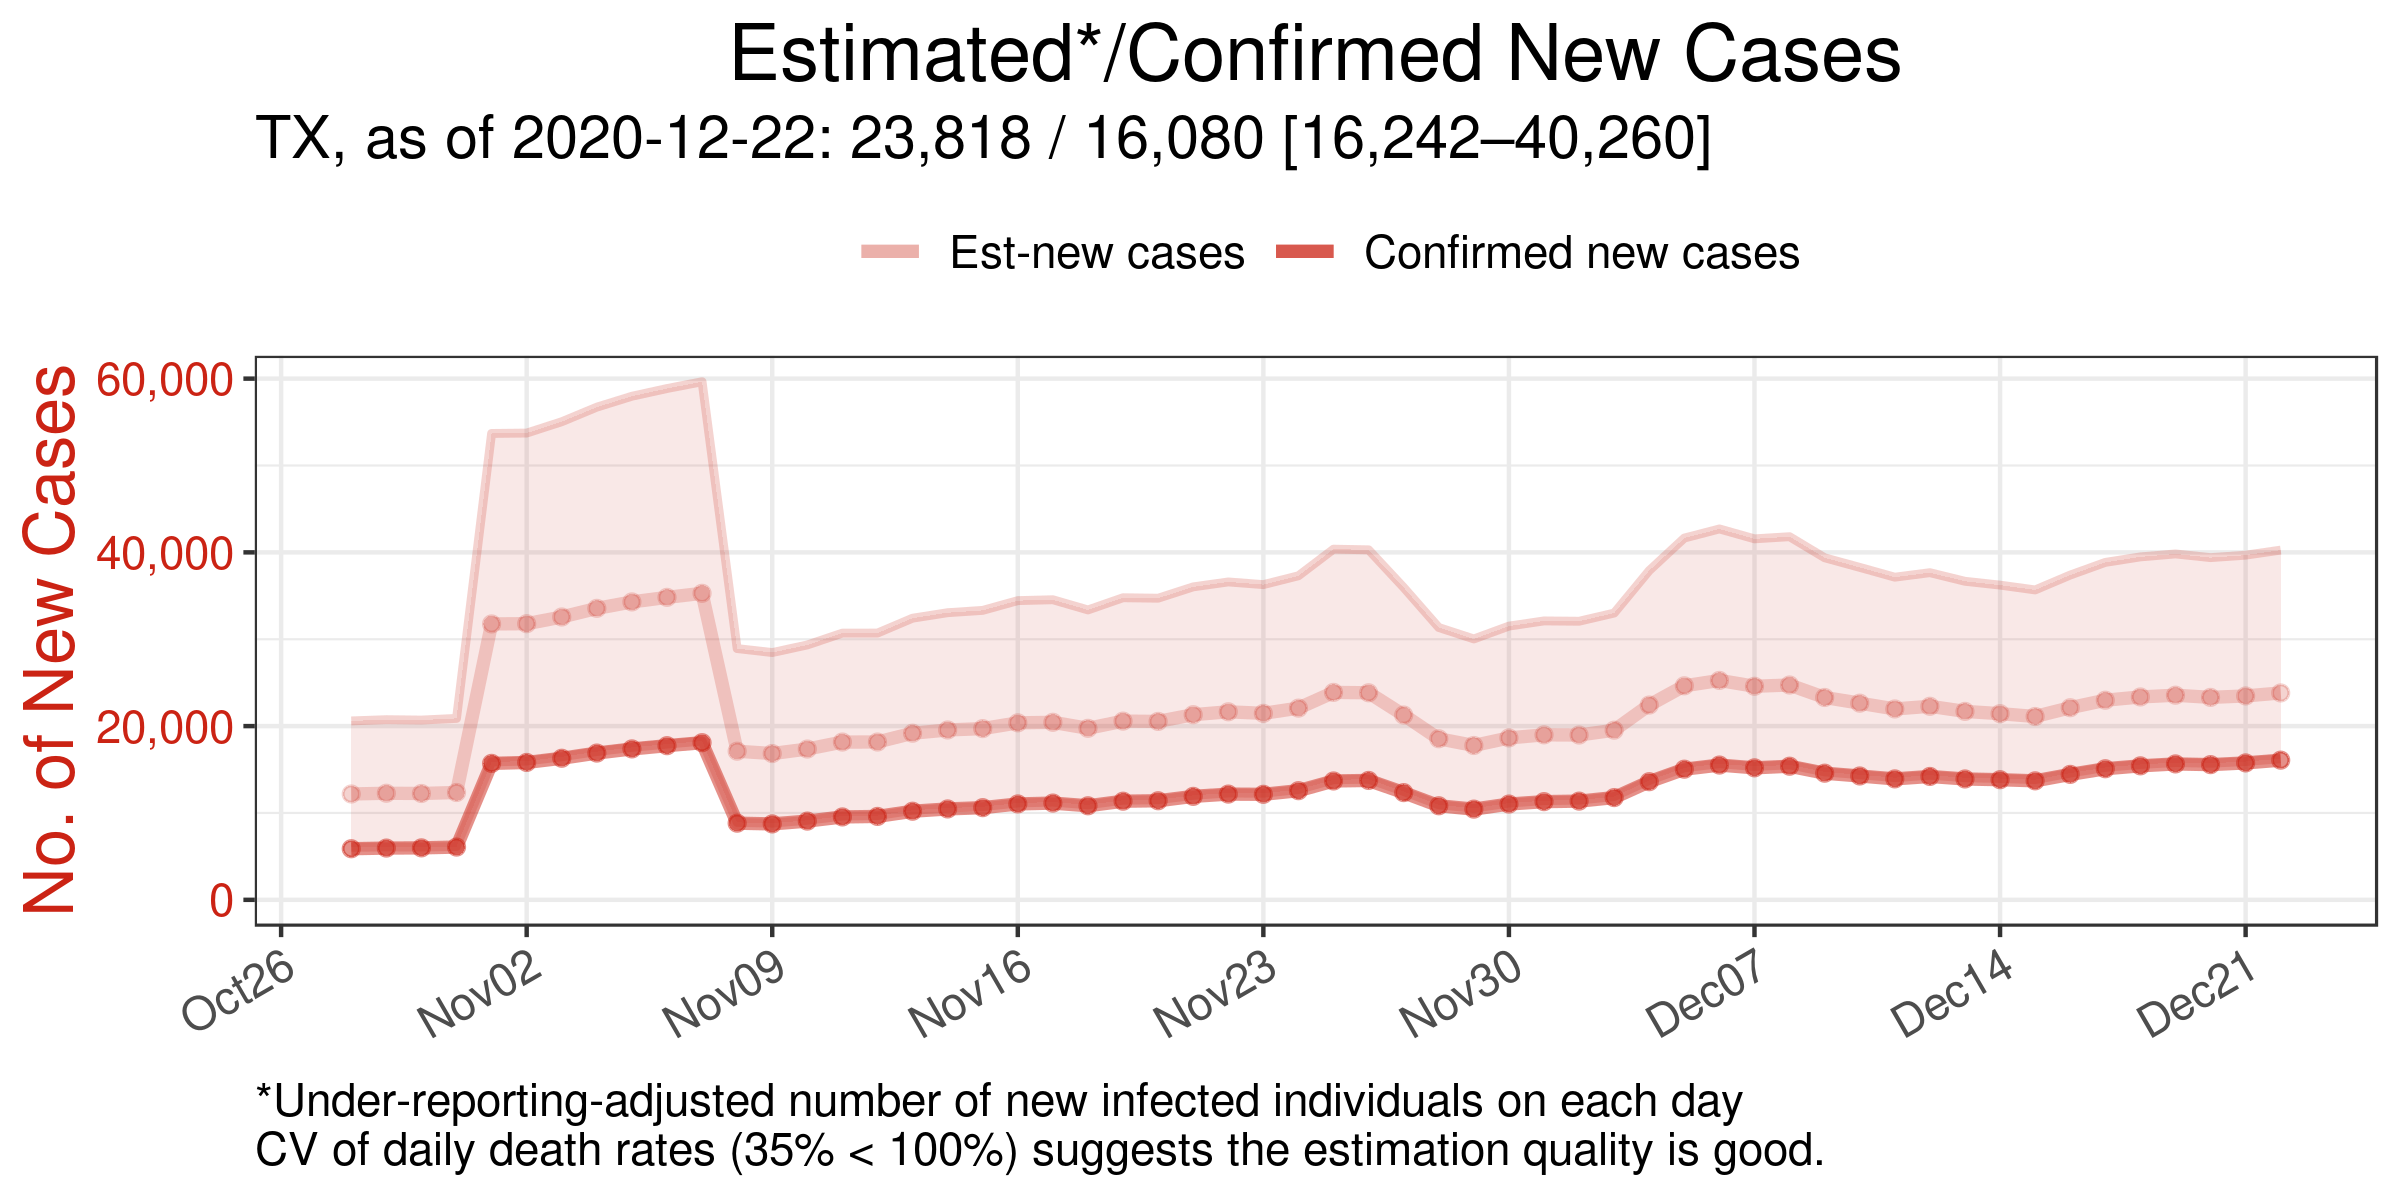 Estimated*/Confirmed New Cases
TX, as of 2020-12-22: 23,818 / 16,080 [16,242–40,260]
Est-new cases Confirmed new cases
No. of New Cases
60,000
40,000
20,000
0
Oct26 Nov02 Nov09 Nov16 Nov23 Nov30 Dec07 Dec14 Dec21
*Under-reporting-adjusted number of new infected individuals on each day
CV of daily death rates (35% < 100%) suggests the estimation quality is good.